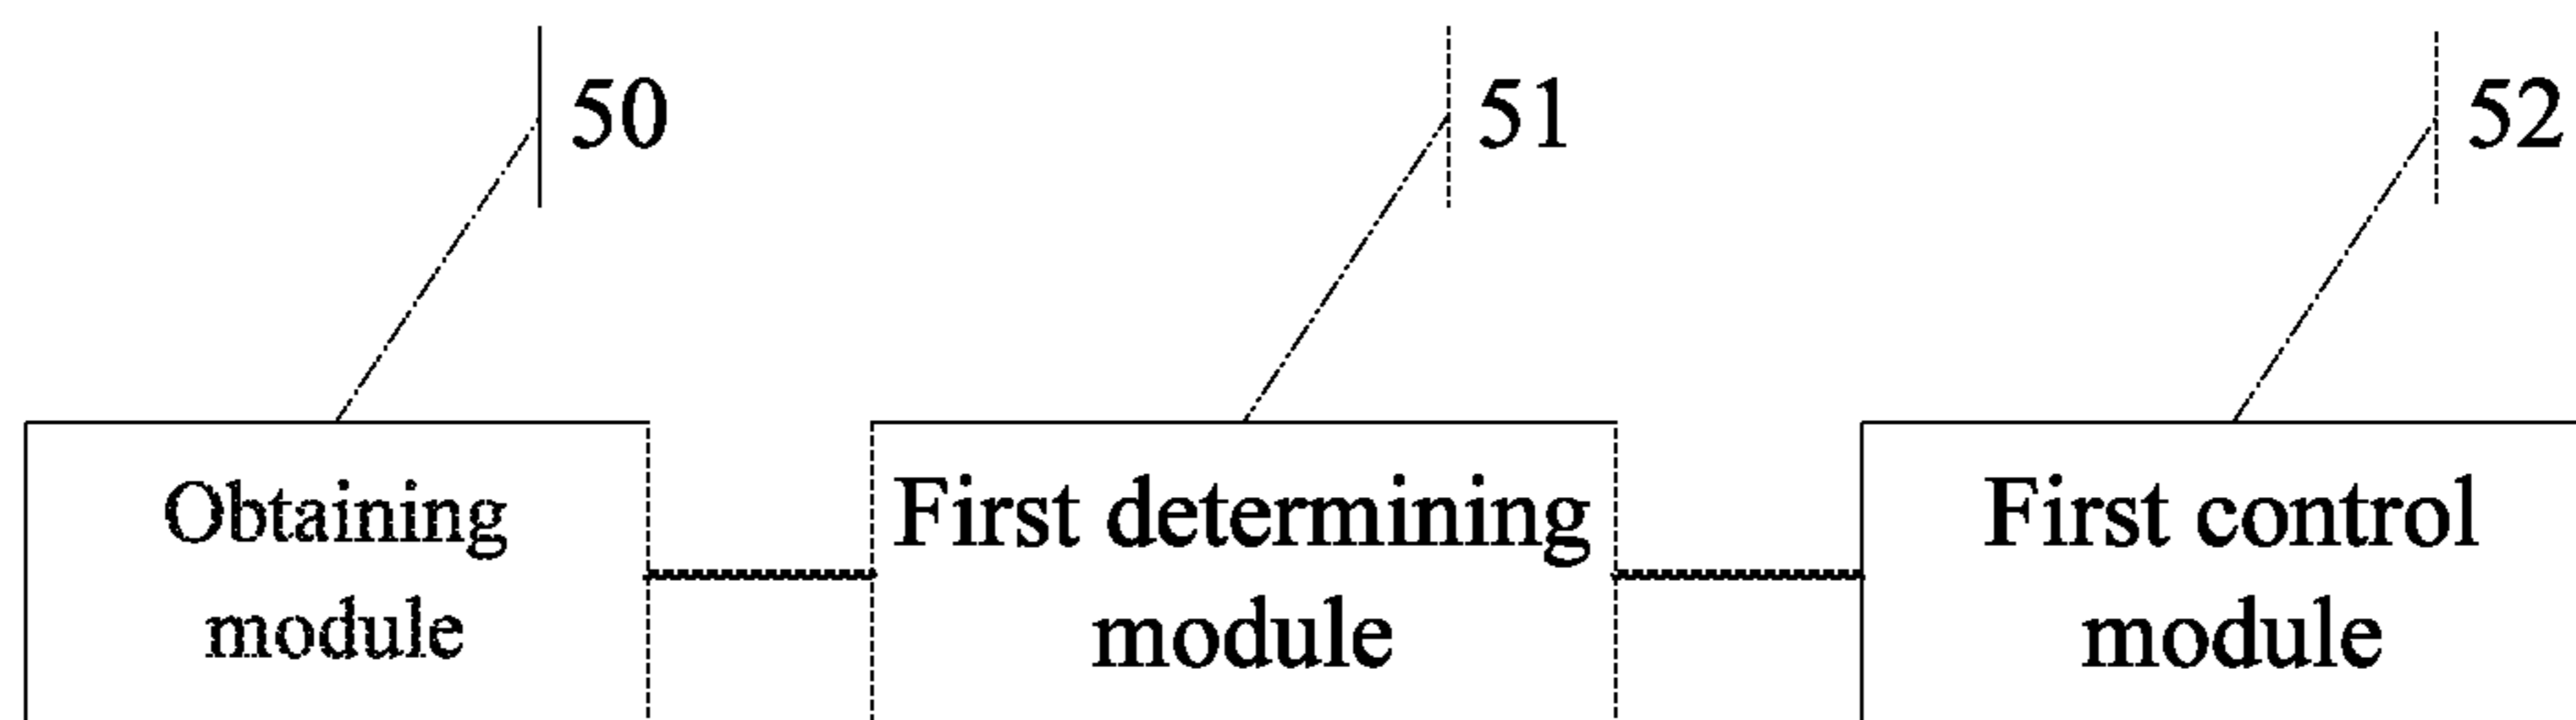 50
51
52
Obtaining
module
First determining
module
First control
module